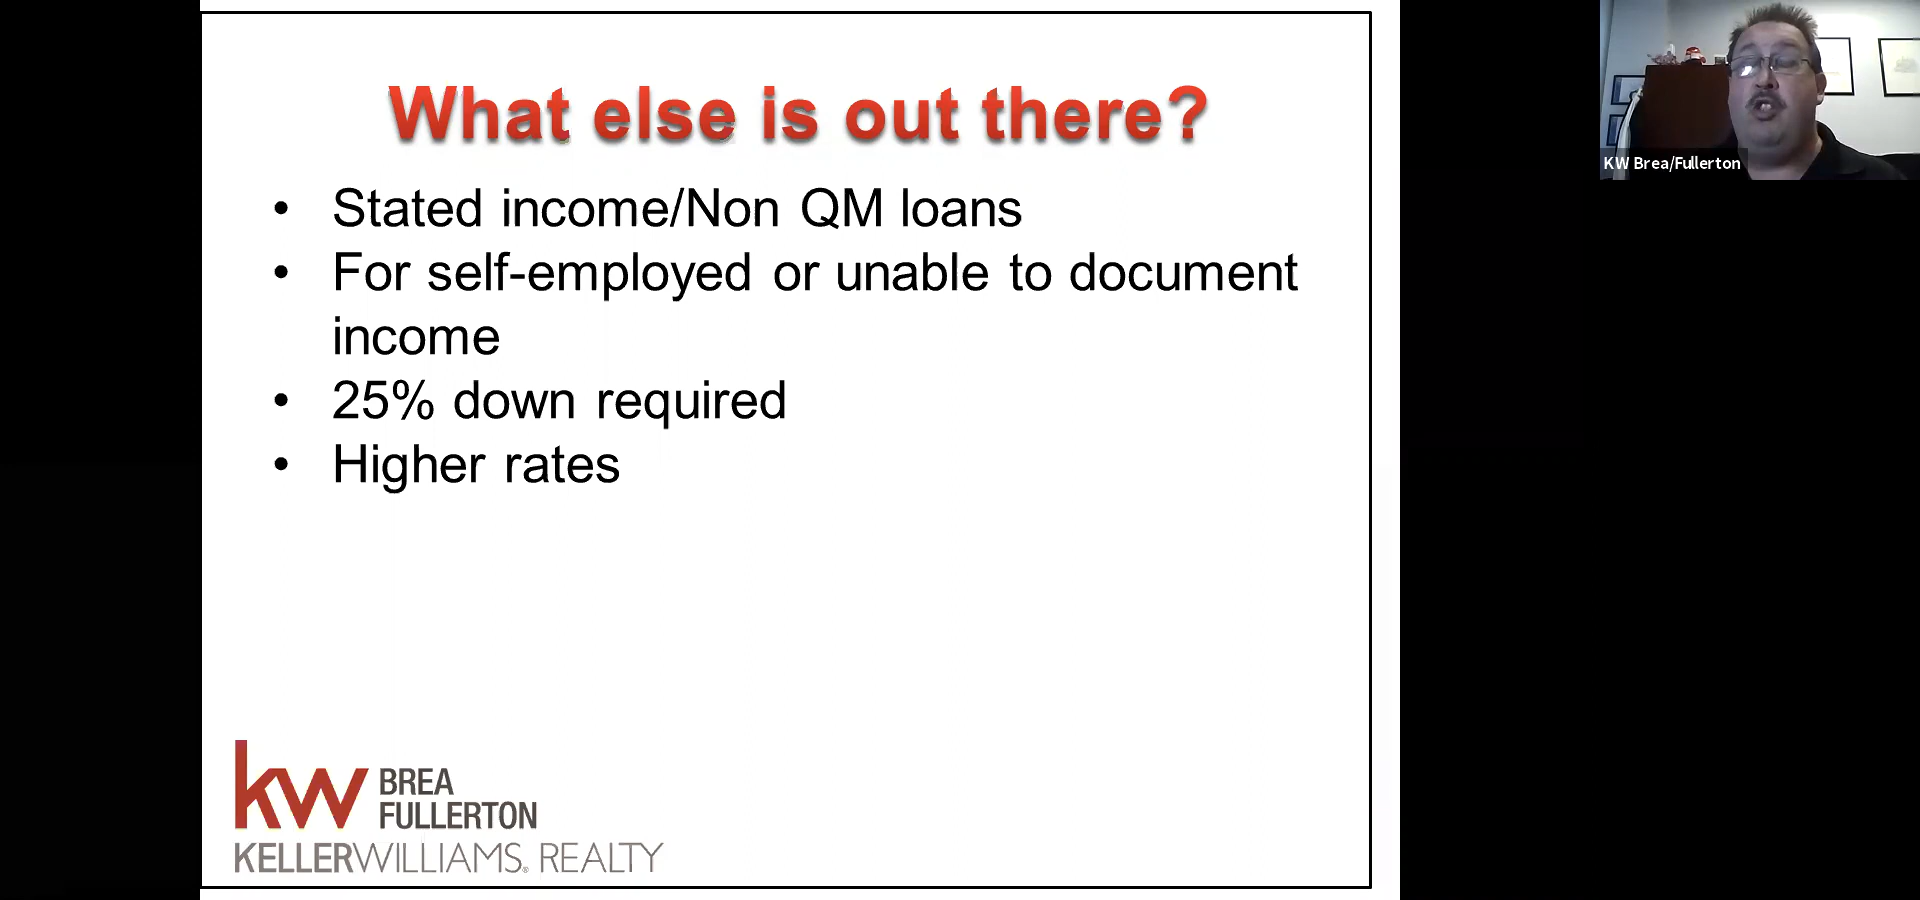 What else is out there?
• Stated income/Non QM loans
• For self-employed or unable to document
income
• 25% down required
• Higher rates
kw BREA
FULLERTON
KELLERWILLIAMS. REALTY
KW Brea/Fullerton